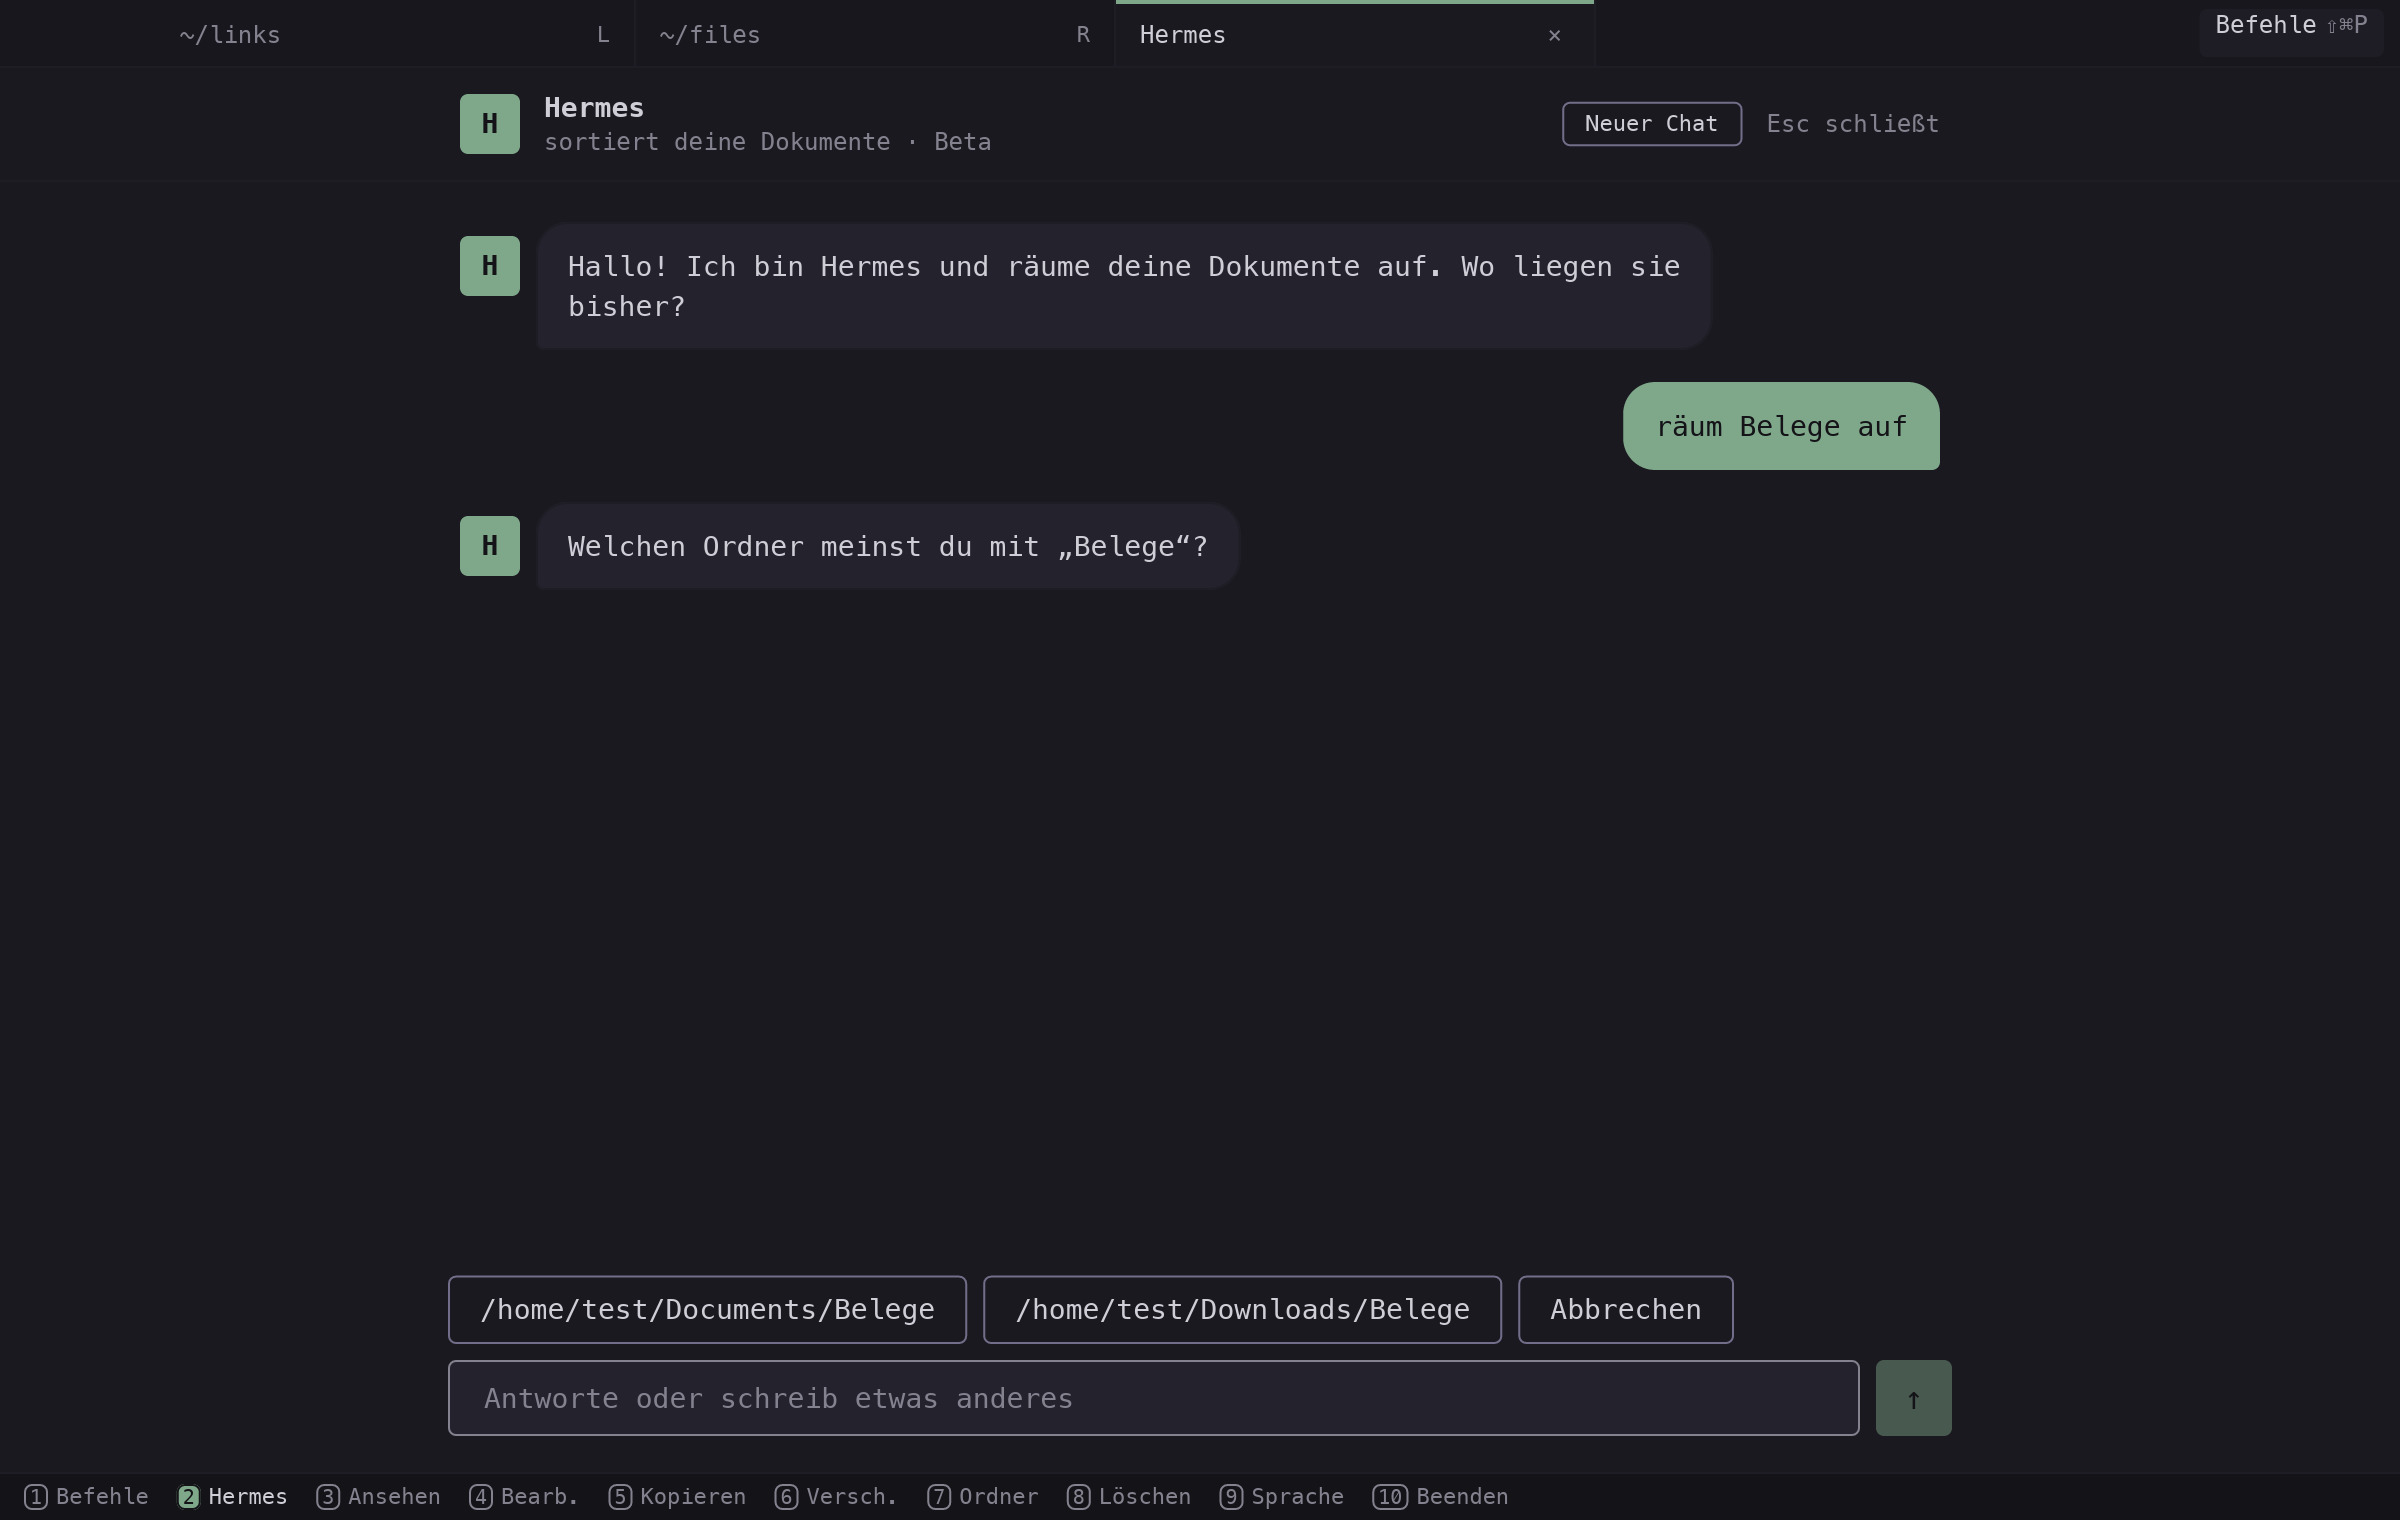 ~/links L ~/files R Hermes × Befehle ⇧⌘P
H Hermes
sortiert deine Dokumente · Beta
Neuer Chat Esc schließt
H Hallo! Ich bin Hermes und räume deine Dokumente auf. Wo liegen sie
bisher?
räum Belege auf
H Welchen Ordner meinst du mit „Belege“?
/home/test/Documents/Belege /home/test/Downloads/Belege Abbrechen
Antworte oder schreib etwas anderes ↑
1 Befehle 2 Hermes 3 Ansehen 4 Bearb. 5 Kopieren 6 Versch. 7 Ordner 8 Löschen 9 Sprache 10 Beenden